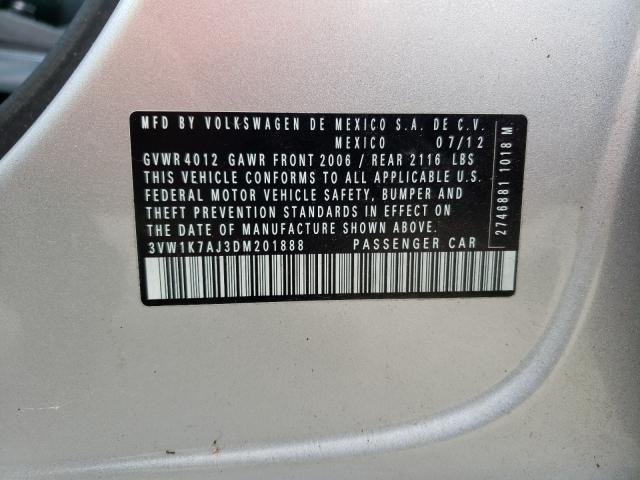 MFD BY VOLKSWAGEN DE MEXICO S.A. DE C.V.
MEXICO 07/12
GVWR 4012 GAWR FRONT 2006 / REAR 2116 LBS
THIS VEHICLE CONFORMS TO ALL APPLICABLE U.S.
FEDERAL MOTOR VEHICLE SAFETY, BUMPER AND
THEFT PREVENTION STANDARDS IN EFFECT ON
THE DATE OF MANUFACTURE SHOWN ABOVE.
3VW1K7AJ3DM201888 PASSENGER CAR
2746881 1018 M